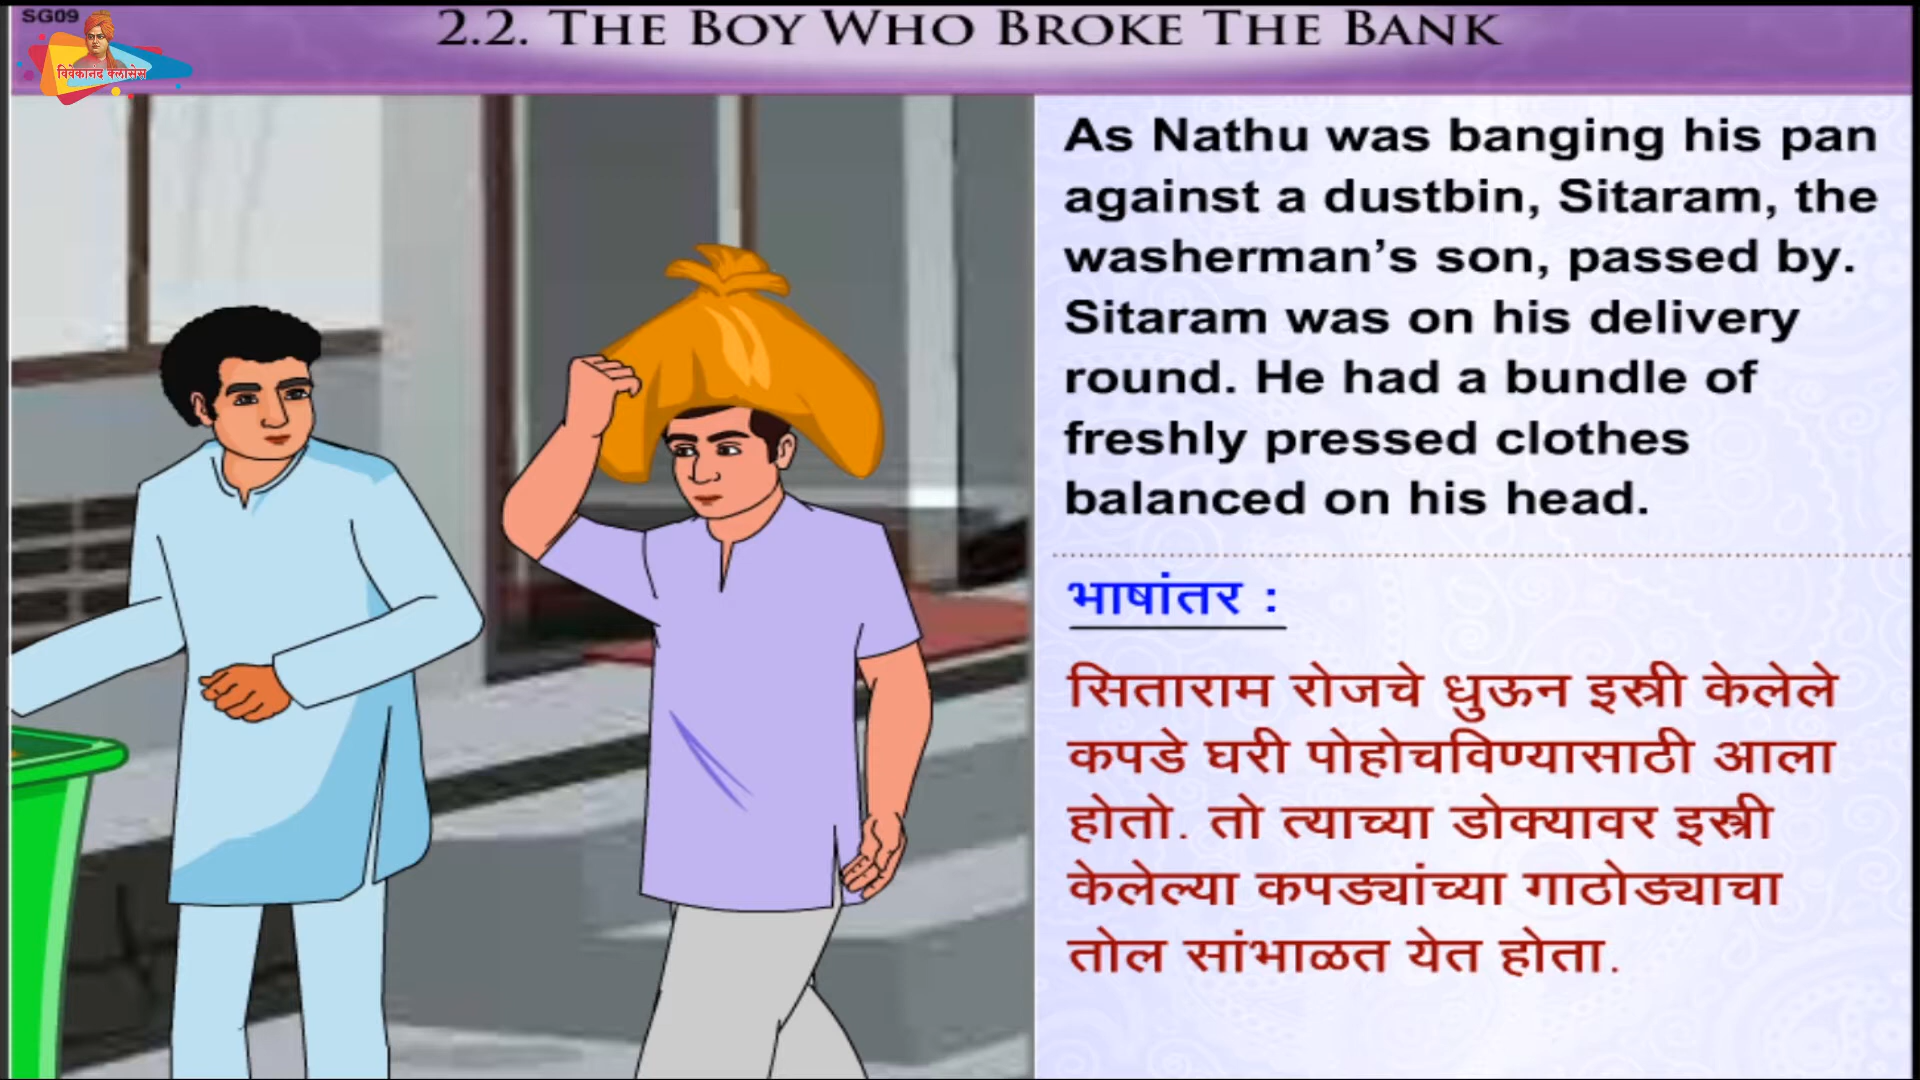 SG09
विवेकानंद क्लासेस
2.2. THE BOY WHO BROKE THE BANK
As Nathu was banging his pan
against a dustbin, Sitaram, the
washerman’s son, passed by.
Sitaram was on his delivery
round. He had a bundle of
freshly pressed clothes
balanced on his head.
भाषांतर :
सिताराम रोजचे धुऊन इस्री केलेले
कपडे घरी पोहोचविण्यासाठी आला
होतो. तो त्याच्या डोक्यावर इस्री
केलेल्या कपड्यांच्या गाठोड्याचा
तोल सांभाळत येत होता.